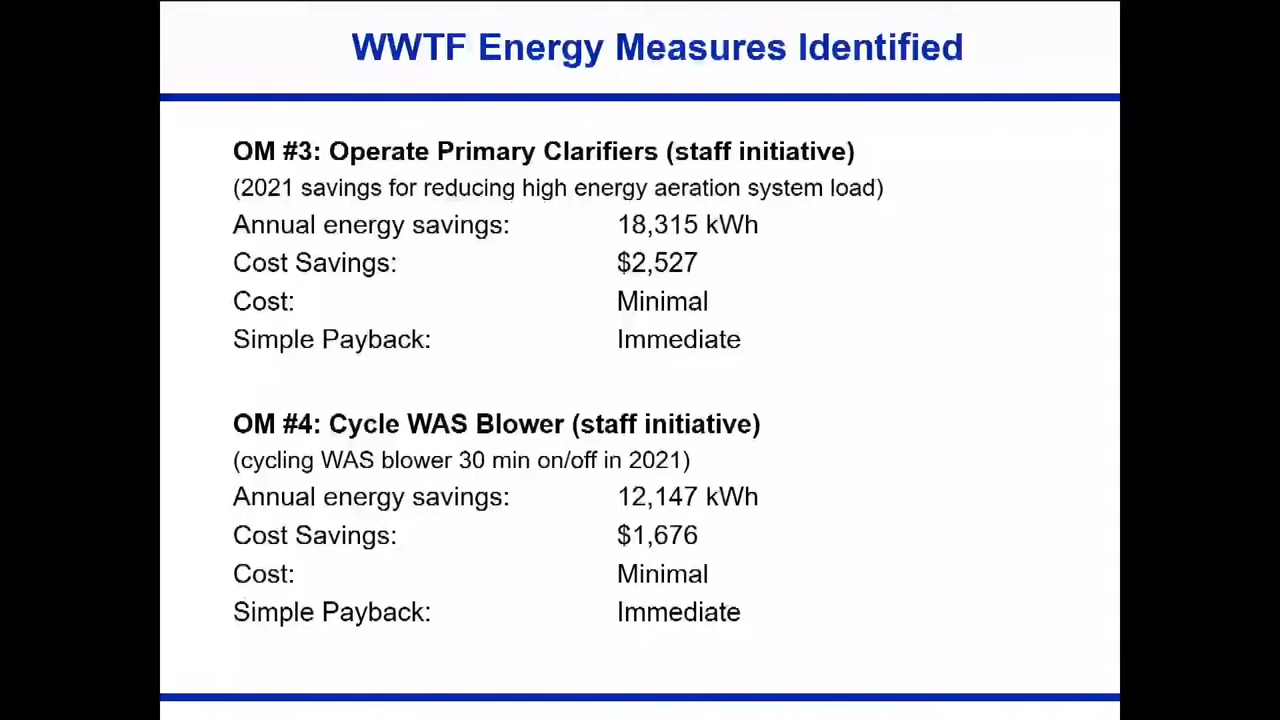 WWTF Energy Measures Identified
OM #3: Operate Primary Clarifiers (staff initiative)
(2021 savings for reducing high energy aeration system load)
Annual energy savings: 18,315 kWh
Cost Savings: $2,527
Cost: Minimal
Simple Payback: Immediate
OM #4: Cycle WAS Blower (staff initiative)
(cycling WAS blower 30 min on/off in 2021)
Annual energy savings: 12,147 kWh
Cost Savings: $1,676
Cost: Minimal
Simple Payback: Immediate